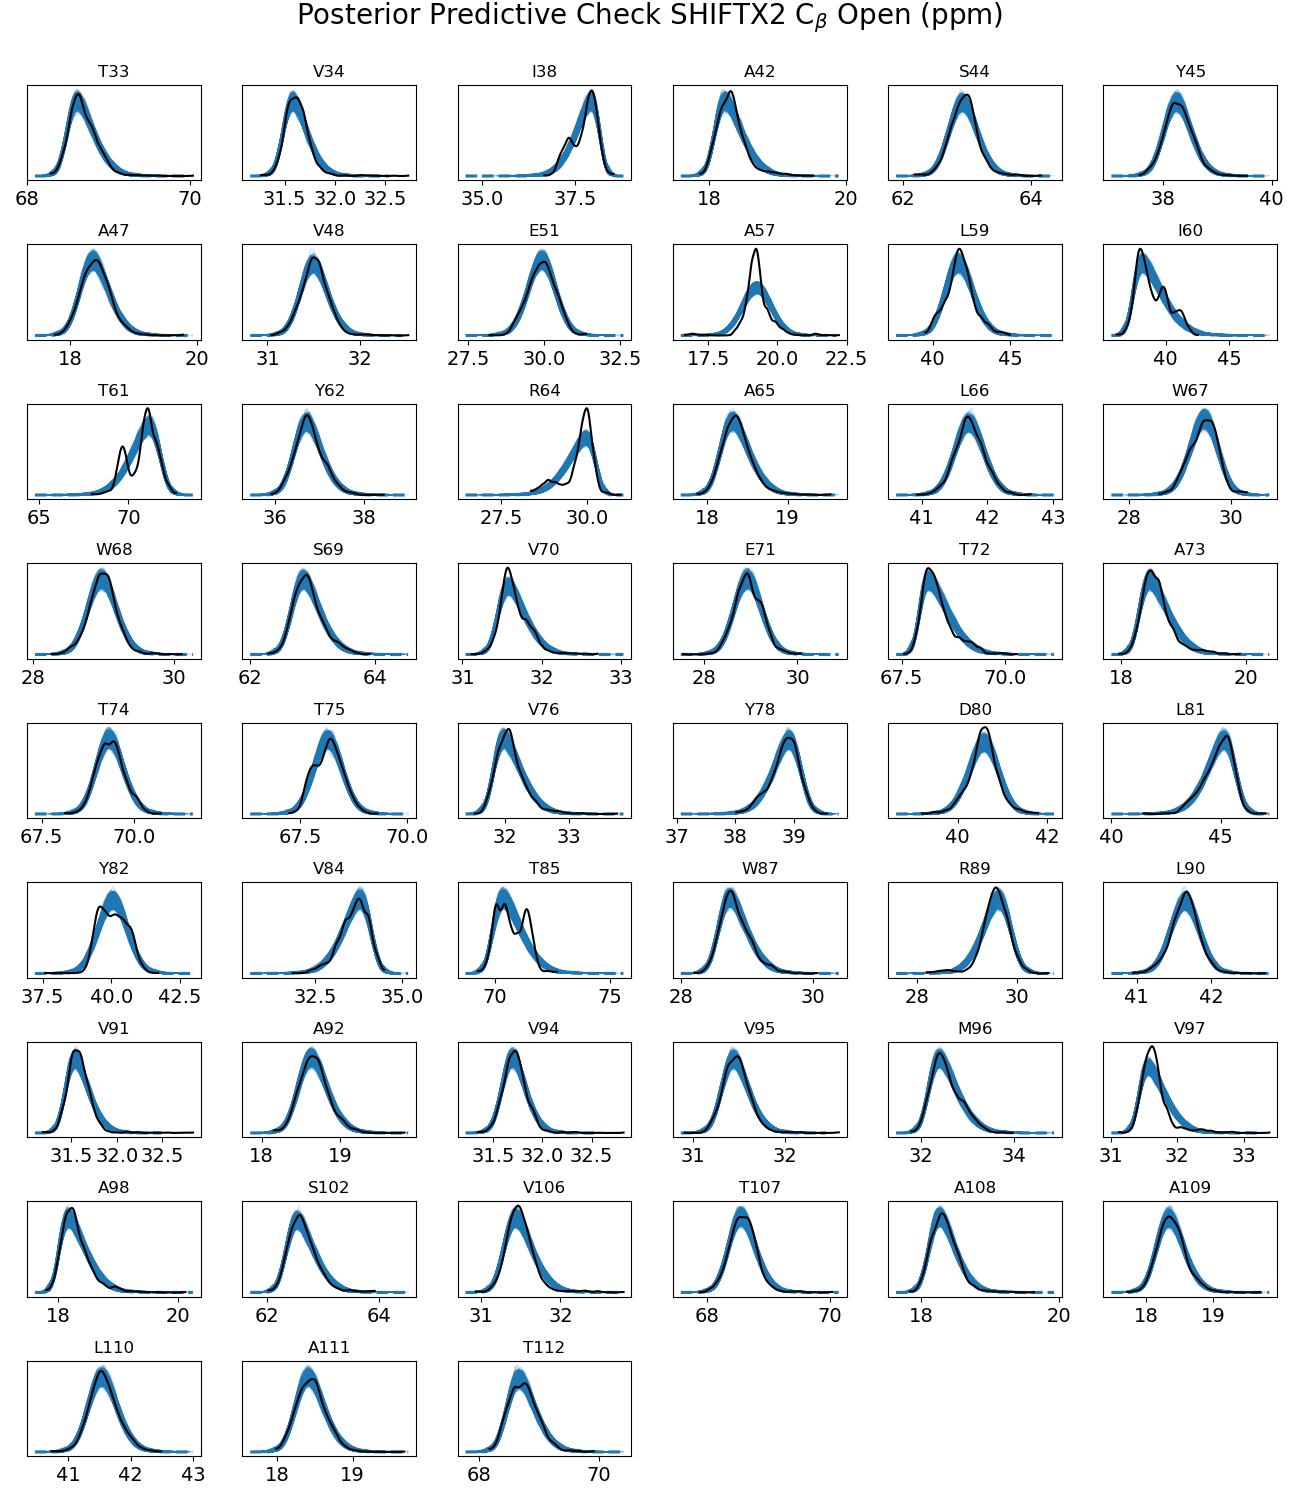 Posterior Predictive Check SHIFTX2 Cβ Open (ppm)
T33 V34 I38 A42 S44 Y45
68 70 31.5 32.0 32.5 35.0 37.5 18 20 62 64 38 40
A47 V48 E51 A57 L59 I60
18 20 31 32 27.5 30.0 32.5 17.5 20.0 22.5 40 45 40 45
T61 Y62 R64 A65 L66 W67
65 70 36 38 27.5 30.0 18 19 41 42 43 28 30
W68 S69 V70 E71 T72 A73
28 30 62 64 31 32 33 28 30 67.5 70.0 18 20
T74 T75 V76 Y78 D80 L81
67.5 70.0 67.5 70.0 32 33 37 38 39 40 42 40 45
Y82 V84 T85 W87 R89 L90
37.5 40.0 42.5 32.5 35.0 70 75 28 30 28 30 41 42
V91 A92 V94 V95 M96 V97
31.5 32.0 32.5 18 19 31.5 32.0 32.5 31 32 32 34 31 32 33
A98 S102 V106 T107 A108 A109
18 20 62 64 31 32 68 70 18 20 18 19
L110 A111 T112
41 42 43 18 19 68 70